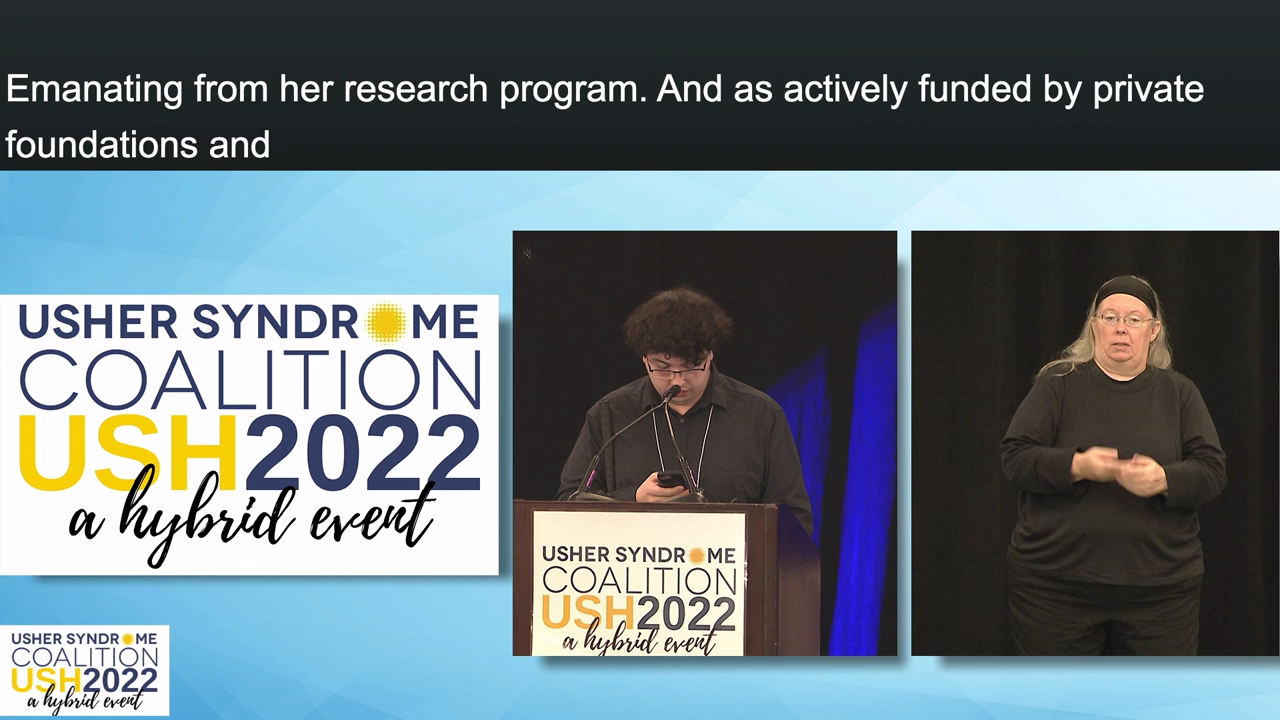 Emanating from her research program. And as actively funded by private
foundations and
USHER SYNDROME
COALITION
USH2022
a hybrid event
USHER SYNDROME
COALITION
USH2022
a hybrid event
USHER SYNDROME
COALITION
USH2022
a hybrid event